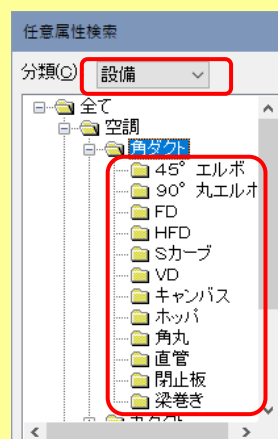 任意属性検索
分類(C) 設備
全て
空調
角ダクト
45° エルボ
90° 丸エルボ
FD
HFD
Sカーブ
VD
キャンバス
ホッパ
角丸
直管
閉止板
梁巻き